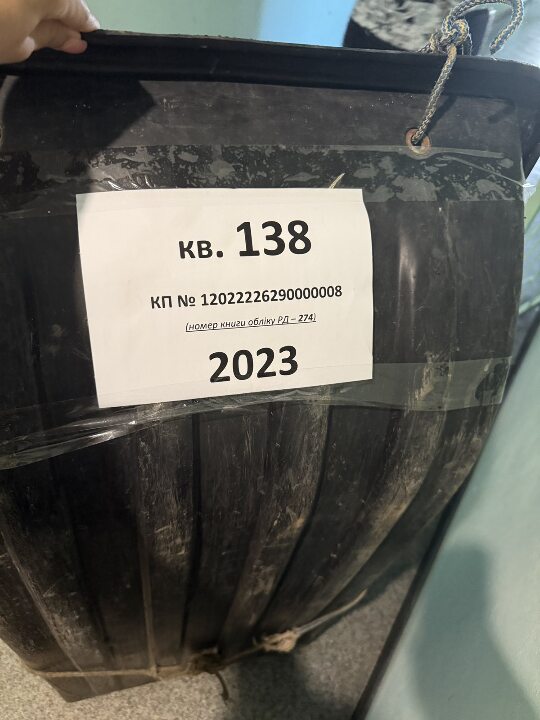 кв. 138
КП № 12022226290000008
(номер книги обліку РД – 274)
2023